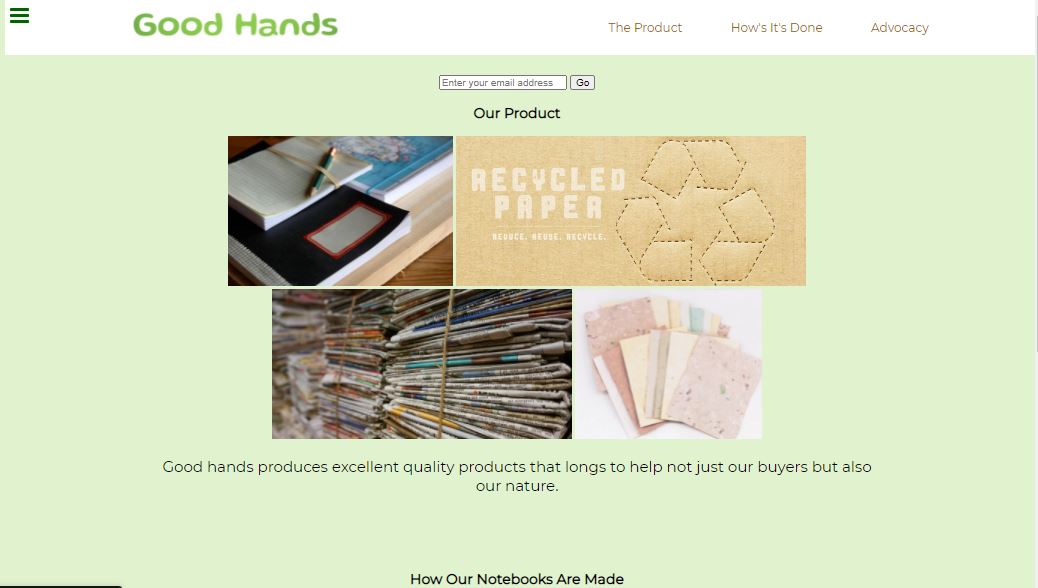 Good Hands
The Product
How's It's Done
Advocacy
Enter your email address
Go
Our Product
RECYCLED
PAPER
REDUCE. REUSE. RECYCLE.
Good hands produces excellent quality products that longs to help not just our buyers but also
our nature.
How Our Notebooks Are Made